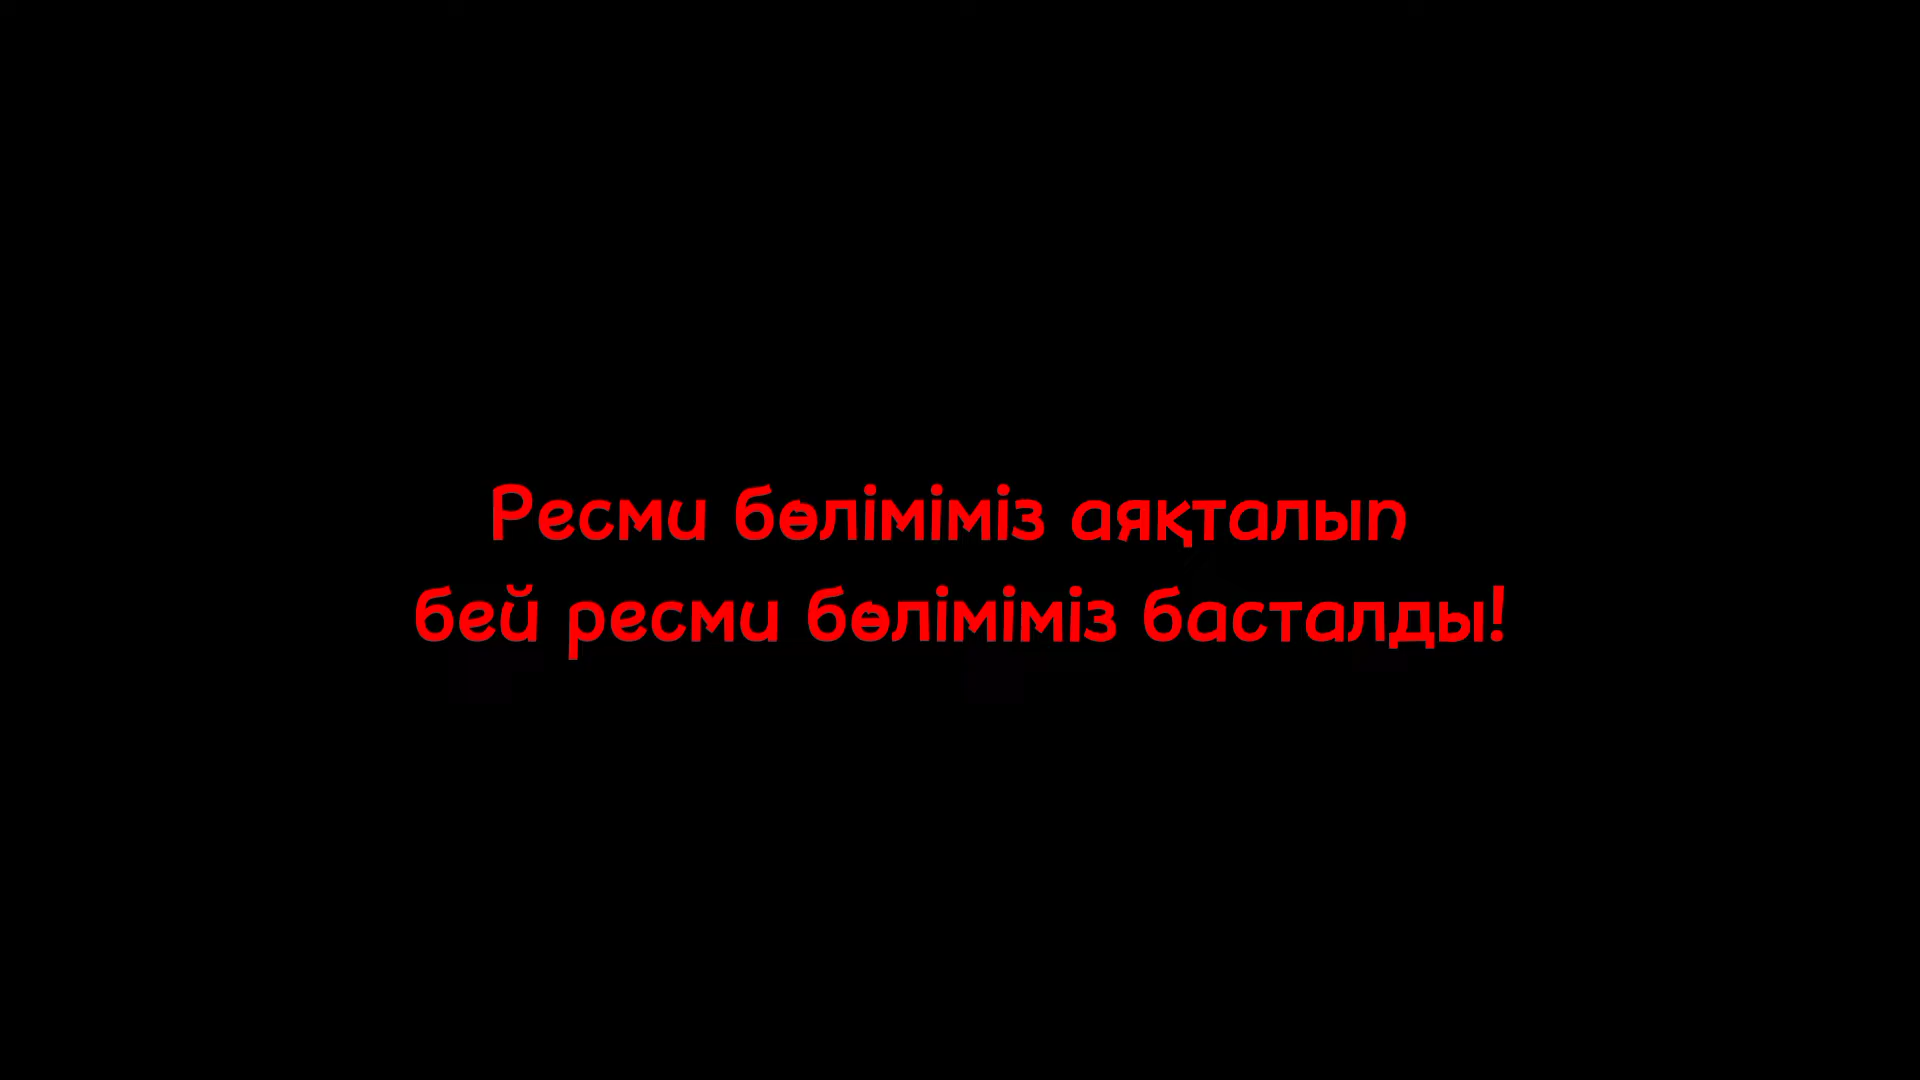 Ресми бөліміміз аяқталып
бей ресми бөліміміз басталды!